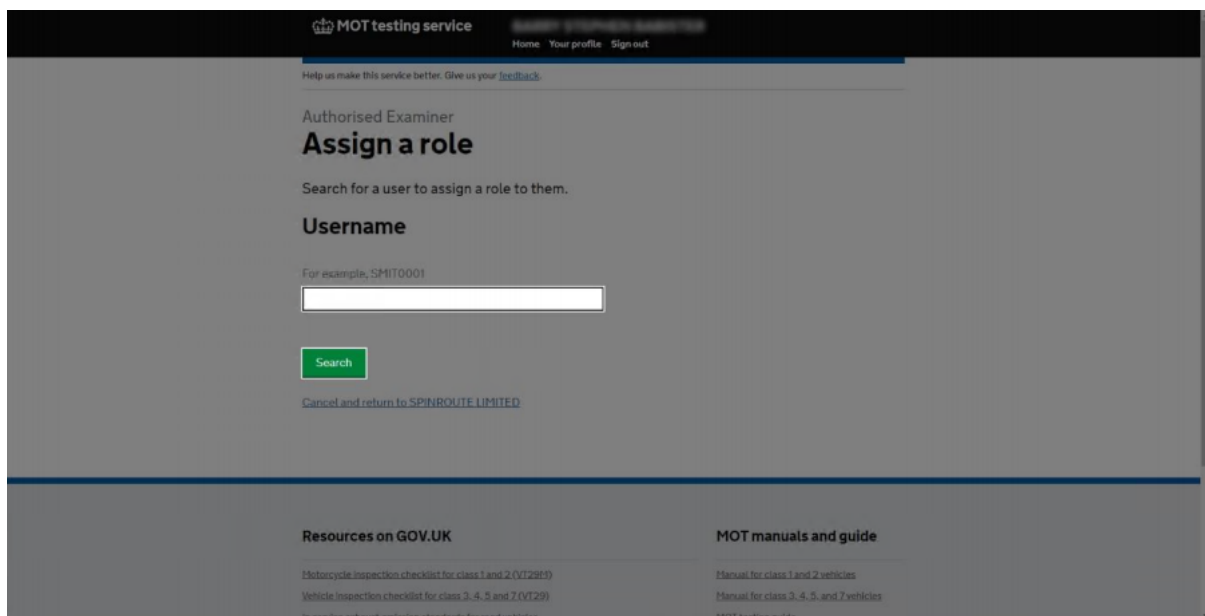 MOT testing service
Home Your profile Sign out
Help us make this service better. Give us your feedback.
Authorised Examiner
Assign a role
Search for a user to assign a role to them.
Username
For example, SMIT0001
Search
Cancel and return to SPINROUTE LIMITED
Resources on GOV.UK
MOT manuals and guide
Motorcycle inspection checklist for class 1 and 2 (VT29M)
Manual for class 1 and 2 vehicles
Vehicle inspection checklist for class 3, 4, 5 and 7 (VT29)
Manual for class 3, 4, 5, and 7 vehicles